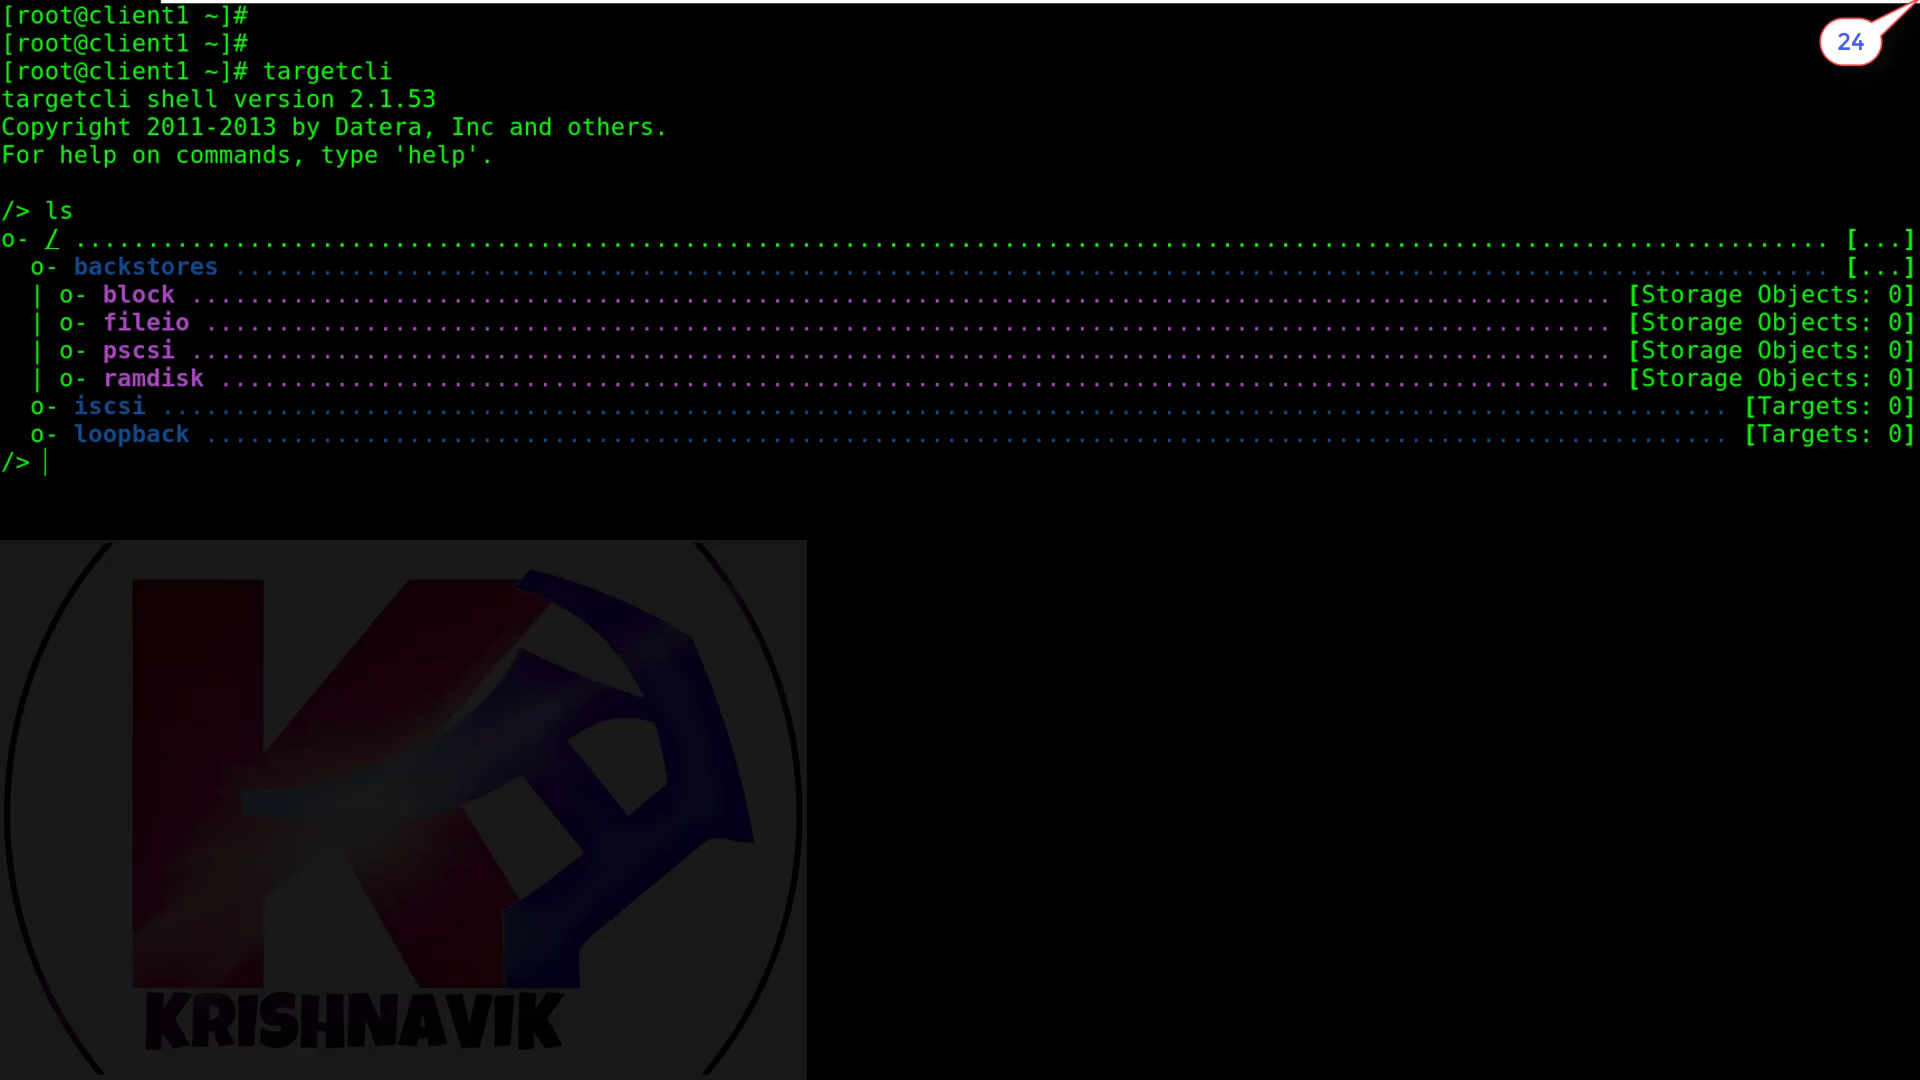 [root@client1 ~]#
[root@client1 ~]#
[root@client1 ~]# targetcli
targetcli shell version 2.1.53
Copyright 2011-2013 by Datera, Inc and others.
For help on commands, type 'help'.
/> ls
o- / ......................................................................................................................... [...]
  o- backstores .............................................................................................................. [...]
  | o- block .................................................................................................. [Storage Objects: 0]
  | o- fileio ................................................................................................. [Storage Objects: 0]
  | o- pscsi .................................................................................................. [Storage Objects: 0]
  | o- ramdisk ................................................................................................ [Storage Objects: 0]
  o- iscsi ............................................................................................................ [Targets: 0]
  o- loopback ......................................................................................................... [Targets: 0]
/>
24
KRISHNAVIK